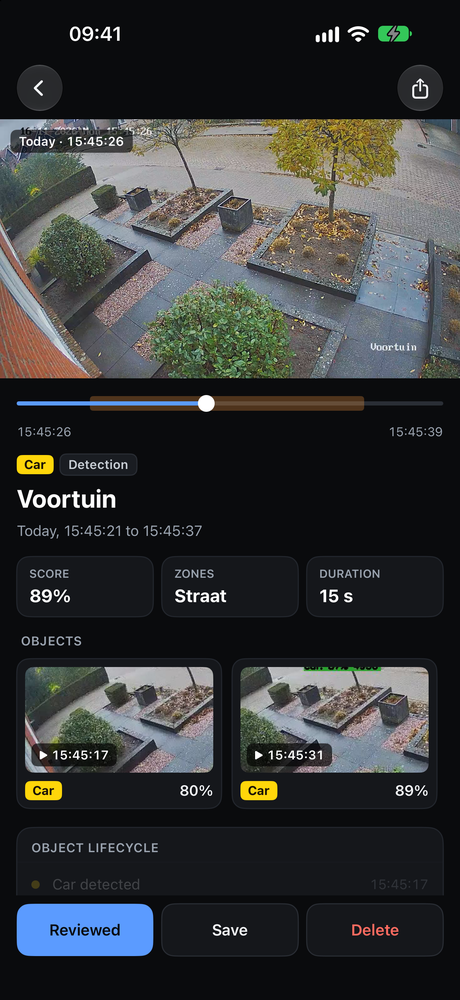 09:41
Today · 15:45:26
Voortuin
15:45:26
15:45:39
Car
Detection
Voortuin
Today, 15:45:21 to 15:45:37
SCORE
89%
ZONES
Straat
DURATION
15 s
OBJECTS
15:45:17
Car
80%
15:45:31
Car
89%
OBJECT LIFECYCLE
Car detected
15:45:17
Reviewed
Save
Delete